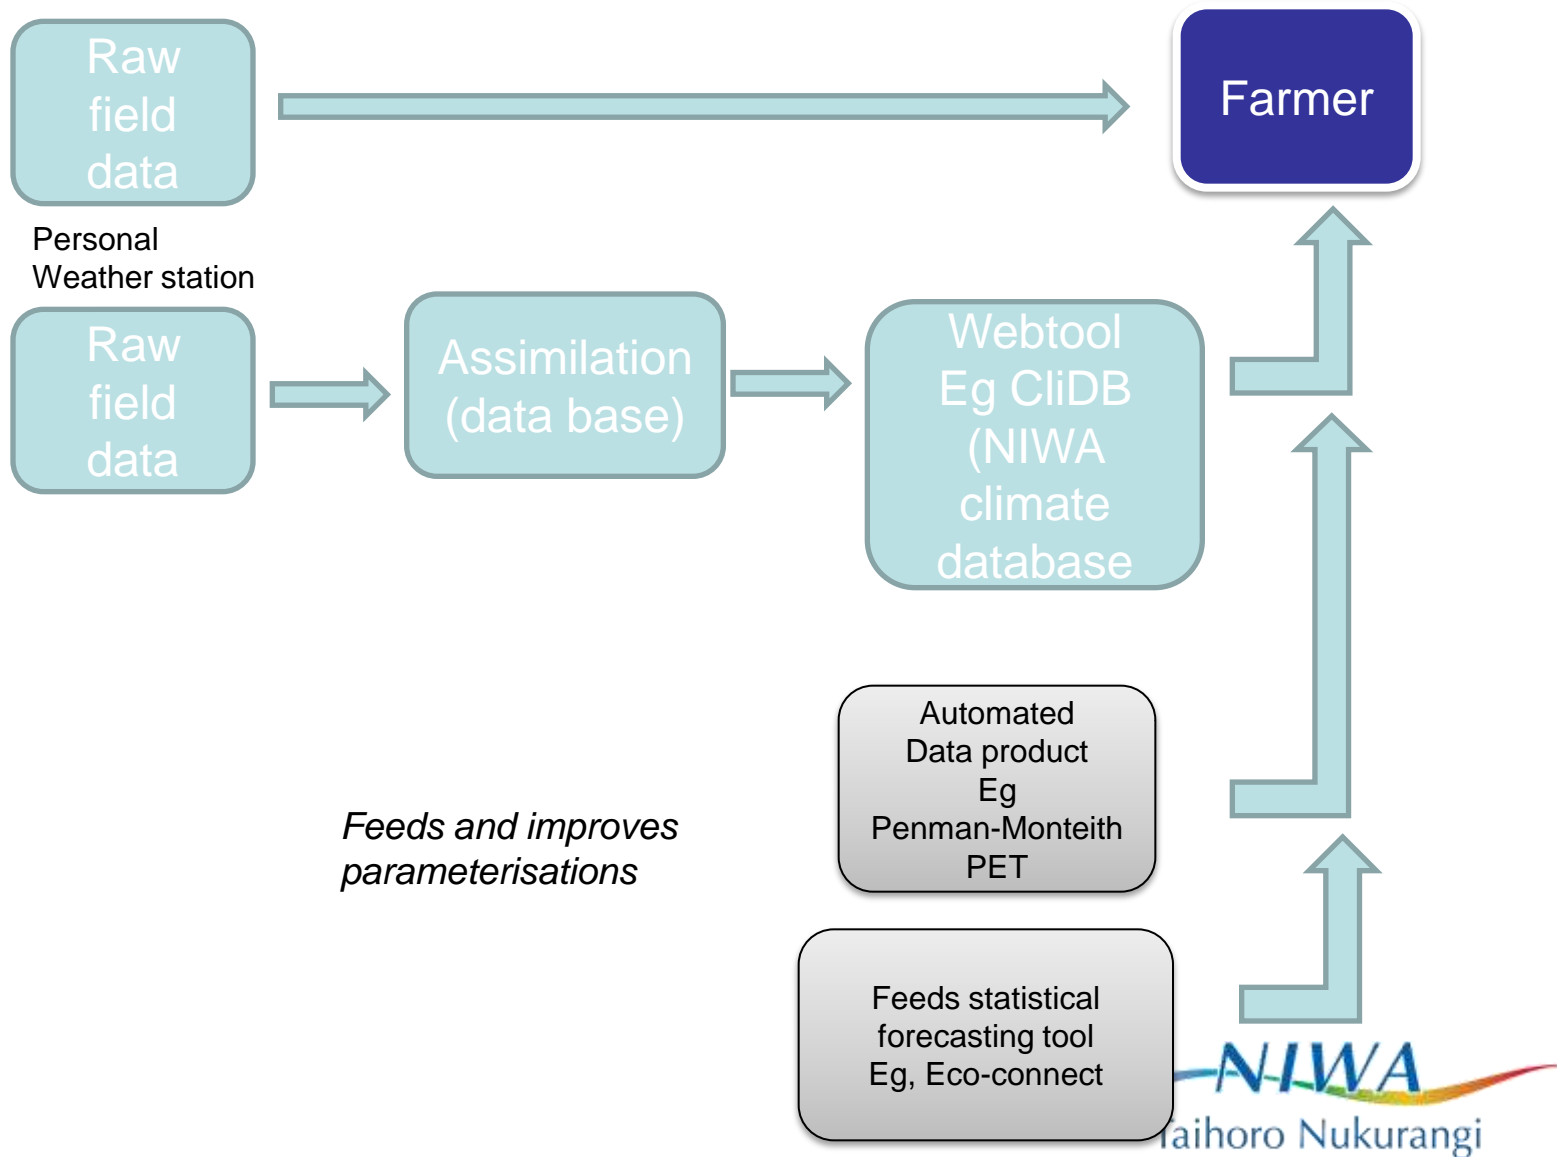 Raw
field
data
Farmer
Personal
Weather station
Raw
field
data
Assimilation
(data base)
Webtool
Eg CliDB
(NIWA
climate
database
Automated
Data product
Eg
Penman-Monteith
PET
Feeds and improves
parameterisations
Feeds statistical
forecasting tool
Eg, Eco-connect
NIWA
Taihoro Nukurangi